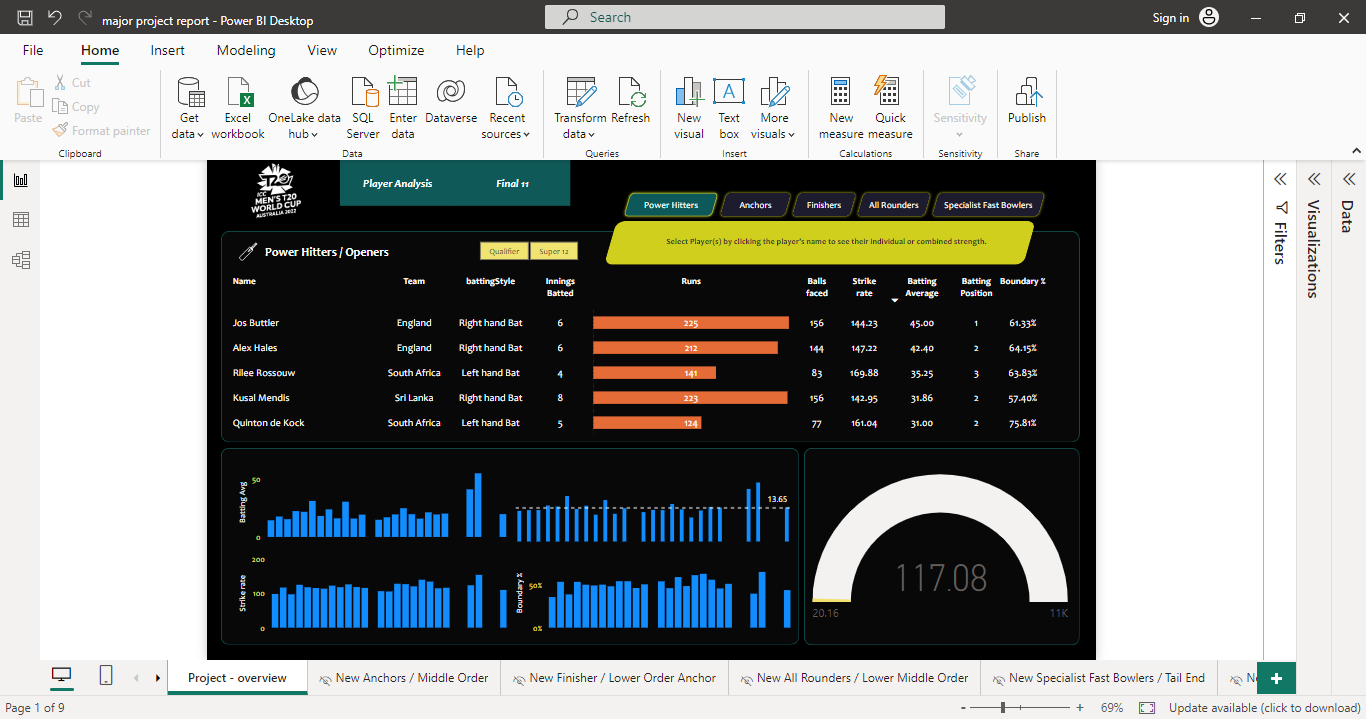 major project report - Power BI Desktop
Search
Sign in
File Home Insert Modeling View Optimize Help
Paste
Cut
Copy
Format painter
Clipboard
Get data
Excel workbook
OneLake data hub
SQL Server
Enter data
Dataverse
Recent sources
Data
Transform data
Refresh
Queries
New visual
Text box
More visuals
Insert
New measure
Quick measure
Calculations
Sensitivity
Sensitivity
Publish
Share
T20
ICC
MEN'S T20
WORLD CUP
AUSTRALIA 2022
Player Analysis Final 11
Power Hitters Anchors Finishers All Rounders Specialist Fast Bowlers
Select Player(s) by clicking the player's name to see their individual or combined strength.
Power Hitters / Openers
Qualifier Super 12
Name Team battingStyle Innings Batted Runs Balls faced Strike rate Batting Average Batting Position Boundary %
Jos Buttler England Right hand Bat 6 225 156 144.23 45.00 1 61.33%
Alex Hales England Right hand Bat 6 212 144 147.22 42.40 2 64.15%
Rilee Rossouw South Africa Left hand Bat 4 141 83 169.88 35.25 3 63.83%
Kusal Mendis Sri Lanka Right hand Bat 8 223 156 142.95 31.86 2 57.40%
Quinton de Kock South Africa Left hand Bat 5 124 77 161.04 31.00 2 75.81%
Batting Avg
50
0
13.65
Strike rate
200
100
0
Boundary %
50%
0%
117.08
20.16 11K
Filters
Visualizations
Data
Project - overview New Anchors / Middle Order New Finisher / Lower Order Anchor New All Rounders / Lower Middle Order New Specialist Fast Bowlers / Tail End
Page 1 of 9
- + 69% Update available (click to download)